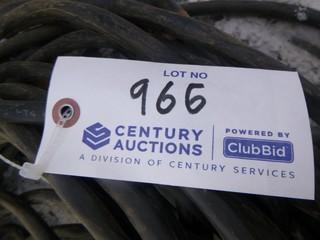 LOT NO
966
CENTURY
AUCTIONS
POWERED BY
ClubBid
A DIVISION OF CENTURY SERVICES